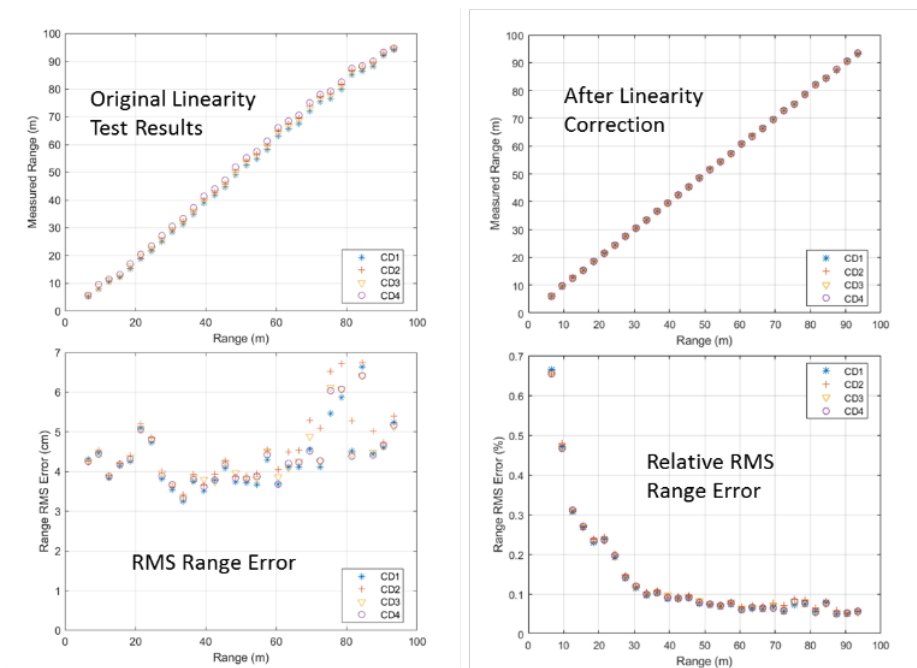 100
90
80
70
60
50
40
30
20
10
0
Measured Range (m)
Original Linearity
Test Results
CD1
CD2
CD3
CD4
0 20 40 60 80 100
Range (m)
100
90
80
70
60
50
40
30
20
10
0
Measured Range (m)
After Linearity
Correction
CD1
CD2
CD3
CD4
0 10 20 30 40 50 60 70 80 90 100
Range (m)
7
6
5
4
3
2
1
0
Range RMS Error (cm)
RMS Range Error
CD1
CD2
CD3
CD4
0 20 40 60 80 100
Range (m)
0.7
0.6
0.5
0.4
0.3
0.2
0.1
0
Range RMS Error (%)
CD1
CD2
CD3
CD4
Relative RMS
Range Error
0 10 20 30 40 50 60 70 80 90 100
Range (m)